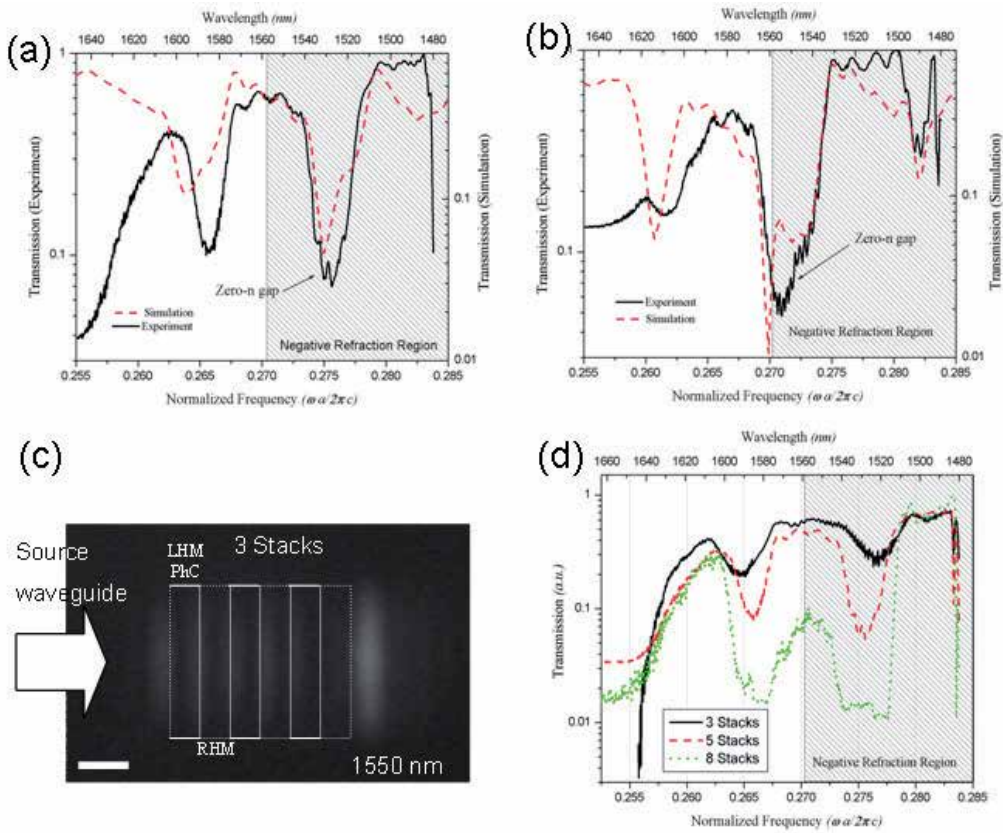 (a)
Wavelength (nm)
1640 1620 1600 1580 1560 1540 1520 1500 1480
Transmission (Experiment)
1
0.1
Transmission (Simulation)
0.1
0.01
Zero-n gap
Simulation
Experiment
Negative Refraction Region
0.255 0.260 0.265 0.270 0.275 0.280 0.285
Normalized Frequency (ωa/2πc)
(b)
Wavelength (nm)
1640 1620 1600 1580 1560 1540 1520 1500 1480
Transmission (Experiment)
0.1
Transmission (Simulation)
0.1
0.01
Zero-n gap
Experiment
Simulation
Negative Refraction Region
0.255 0.260 0.265 0.270 0.275 0.280 0.285
Normalized Frequency (ωa/2πc)
(c)
Source
waveguide
LHM
PhC
3 Stacks
RHM
1550 nm
(d)
Wavelength (nm)
1660 1640 1620 1600 1580 1560 1540 1520 1500 1480
Transmission (a.u.)
1
0.1
0.01
3 Stacks
5 Stacks
8 Stacks
Negative Refraction Region
0.255 0.260 0.265 0.270 0.275 0.280 0.285
Normalized Frequency (ωa/2πc)